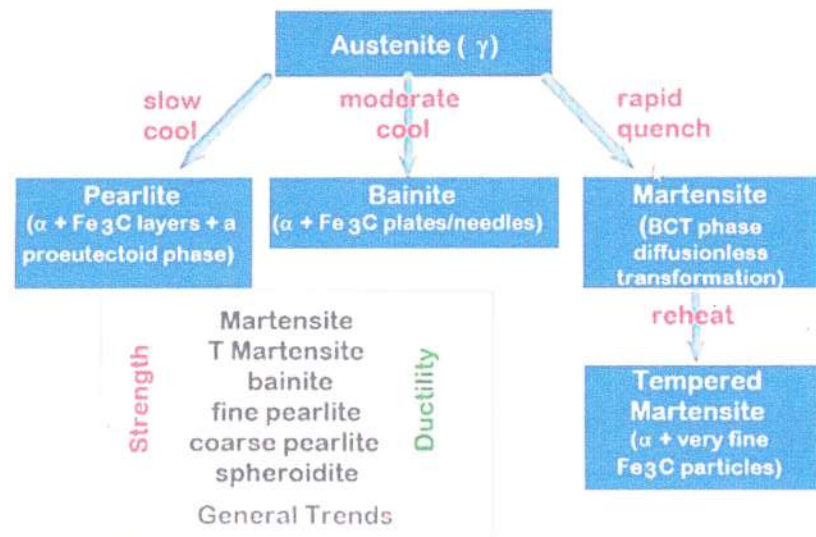 Austenite ( γ)
slow
cool
moderate
cool
rapid
quench
Pearlite
(α + Fe3C layers + a
proeutectoid phase)
Bainite
(α + Fe3C plates/needles)
Martensite
(BCT phase
diffusionless
transformation)
reheat
Tempered
Martensite
(α + very fine
Fe3C particles)
Strength
Martensite
T Martensite
bainite
fine pearlite
coarse pearlite
spheroidite
Ductility
General Trends